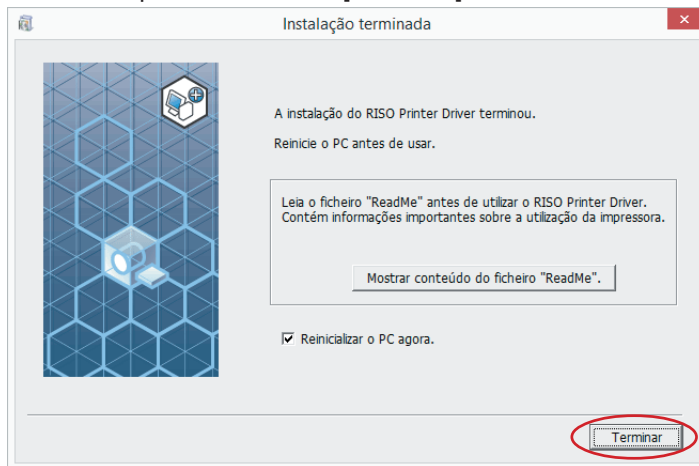 Instalação terminada
A instalação do RISO Printer Driver terminou.
Reinicie o PC antes de usar.
Leia o ficheiro "ReadMe" antes de utilizar o RISO Printer Driver.
Contém informações importantes sobre a utilização da impressora.
Mostrar conteúdo do ficheiro "ReadMe".
Reinicializar o PC agora.
Terminar